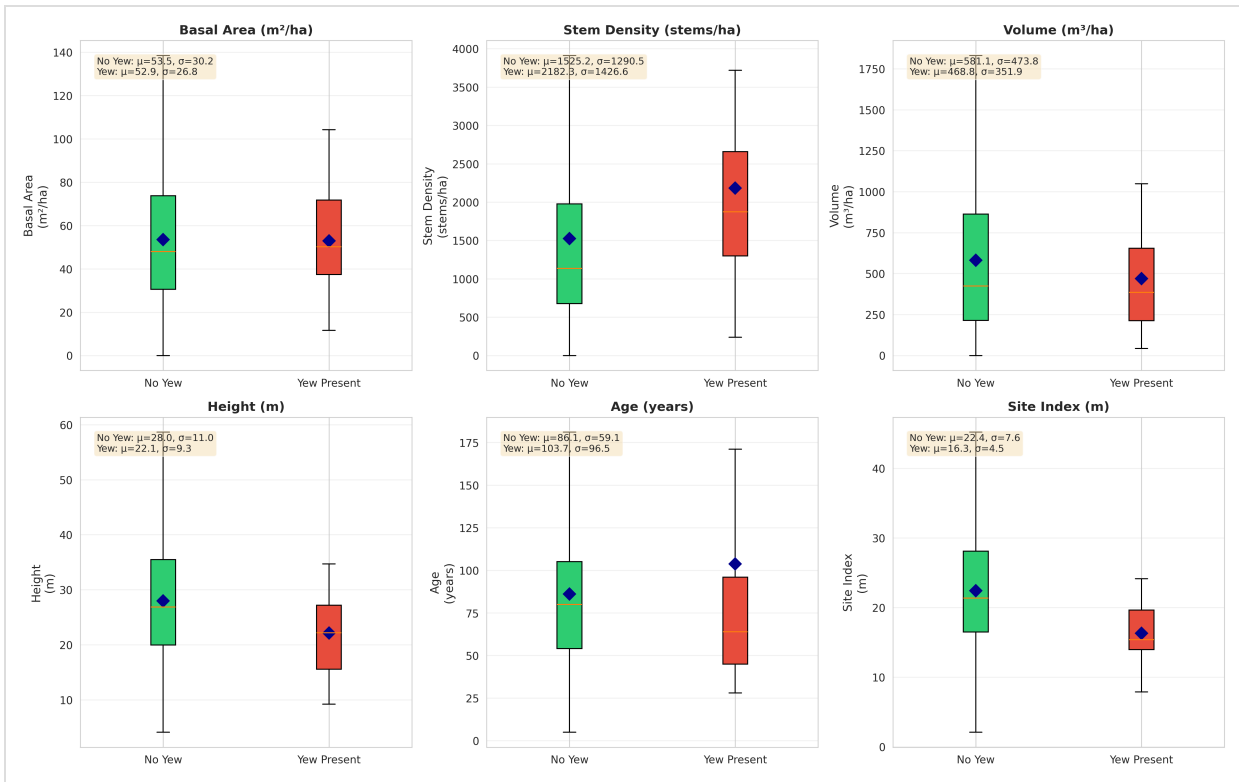 Basal Area (m²/ha)
No Yew: μ=53.5, σ=30.2
Yew: μ=52.9, σ=26.8
140
120
100
80
60
40
20
0
Basal Area
(m²/ha)
No Yew
Yew Present
Stem Density (stems/ha)
No Yew: μ=1525.2, σ=1290.5
Yew: μ=2182.3, σ=1426.6
4000
3500
3000
2500
2000
1500
1000
500
0
Stem Density
(stems/ha)
No Yew
Yew Present
Volume (m³/ha)
No Yew: μ=581.1, σ=473.8
Yew: μ=468.8, σ=351.9
1750
1500
1250
1000
750
500
250
0
Volume
(m³/ha)
No Yew
Yew Present
Height (m)
No Yew: μ=28.0, σ=11.0
Yew: μ=22.1, σ=9.3
60
50
40
30
20
10
Height
(m)
No Yew
Yew Present
Age (years)
No Yew: μ=86.1, σ=59.1
Yew: μ=103.7, σ=96.5
175
150
125
100
75
50
25
0
Age
(years)
No Yew
Yew Present
Site Index (m)
No Yew: μ=22.4, σ=7.6
Yew: μ=16.3, σ=4.5
40
30
20
10
0
Site Index
(m)
No Yew
Yew Present